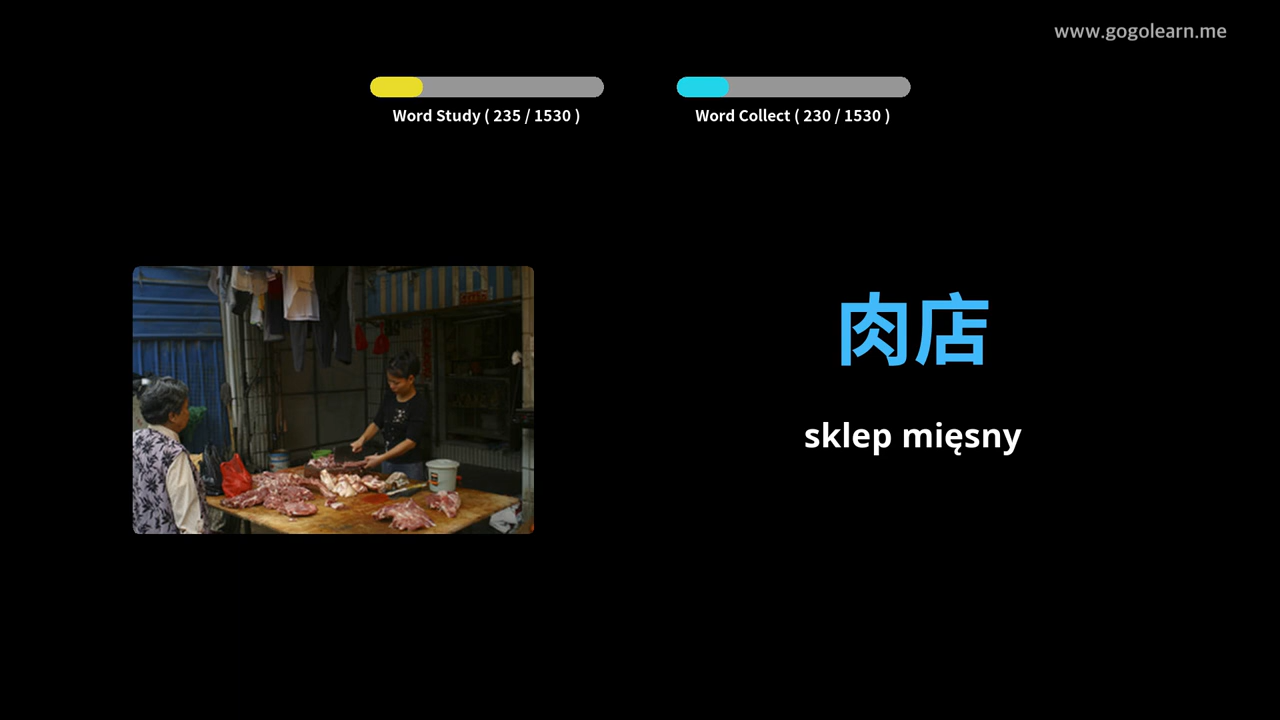 www.gogolearn.me
Word Study ( 235 / 1530 )
Word Collect ( 230 / 1530 )
肉店
sklep mięsny